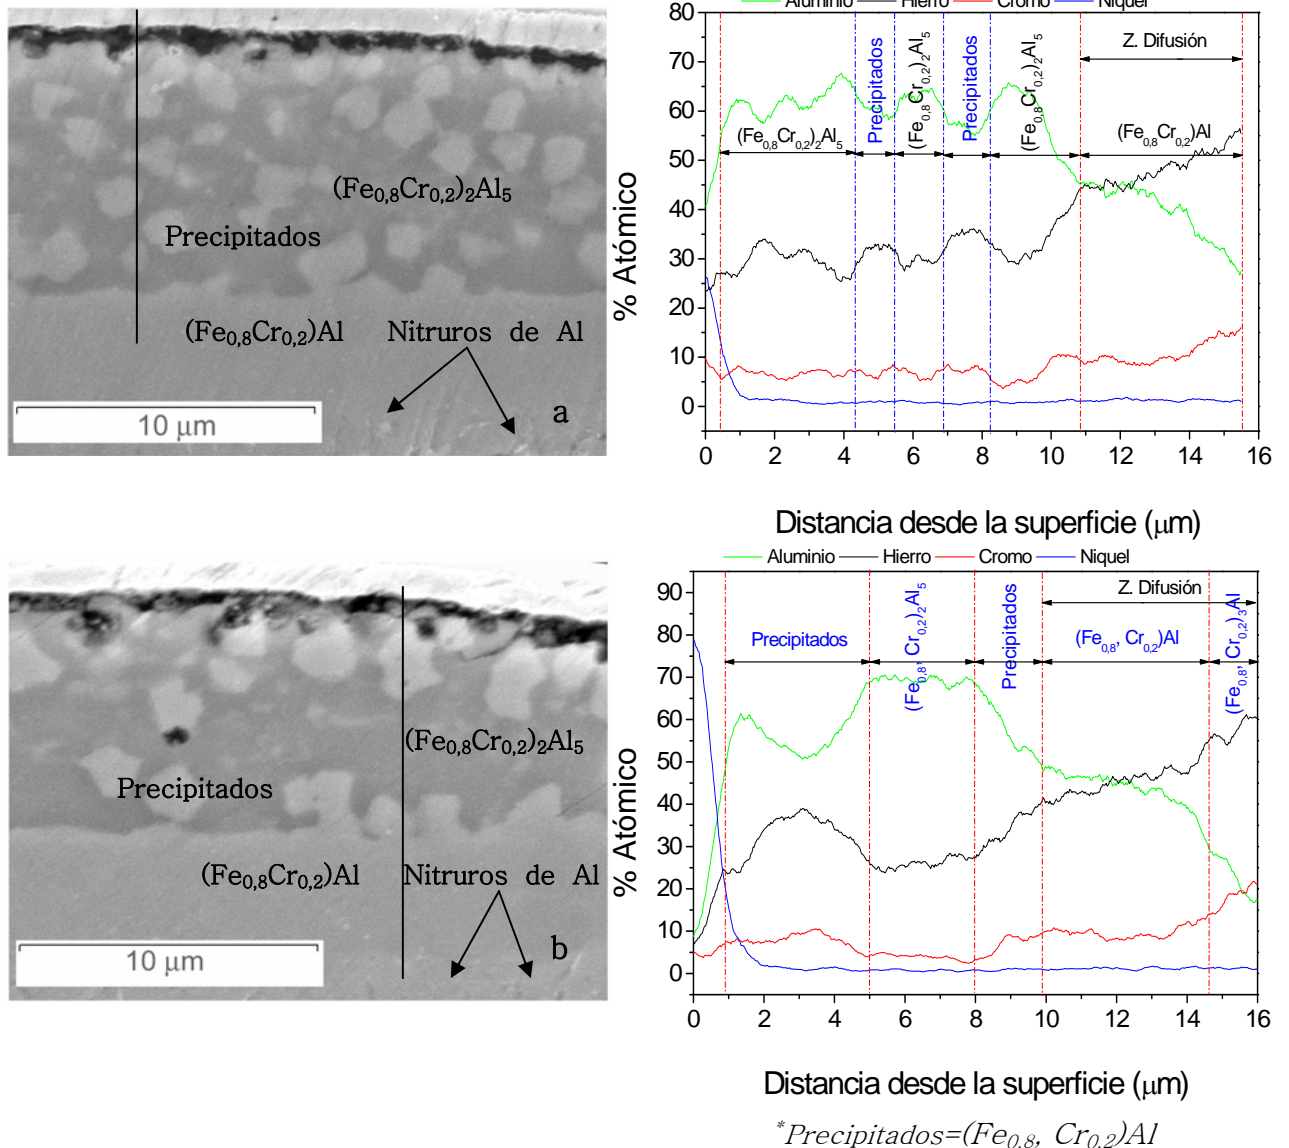 (Fe0,8Cr0,2)2Al5
Precipitados
(Fe0,8Cr0,2)Al
Nitruros de Al
10 μm
a
Aluminio Hierro Cromo Niquel
80
70
60
50
40
30
20
10
0
% Atómico
Precipitados
(Fe0,8Cr0,2)2Al5
Precipitados
(Fe0,8Cr0,2)2Al5
Z. Difusión
(Fe0,8Cr0,2)2Al5
(Fe0,8Cr0,2)Al
0 2 4 6 8 10 12 14 16
Distancia desde la superficie (μm)
(Fe0,8Cr0,2)2Al5
Precipitados
(Fe0,8Cr0,2)Al
Nitruros de Al
10 μm
b
Aluminio Hierro Cromo Niquel
90
80
70
60
50
40
30
20
10
0
% Atómico
Z. Difusión
Precipitados
(Fe0,8, Cr0,2)2Al5
Precipitados
(Fe0,8, Cr0,2)Al
(Fe0,8, Cr0,2)3Al
0 2 4 6 8 10 12 14 16
Distancia desde la superficie (μm)
*Precipitados=(Fe0,8, Cr0,2)Al